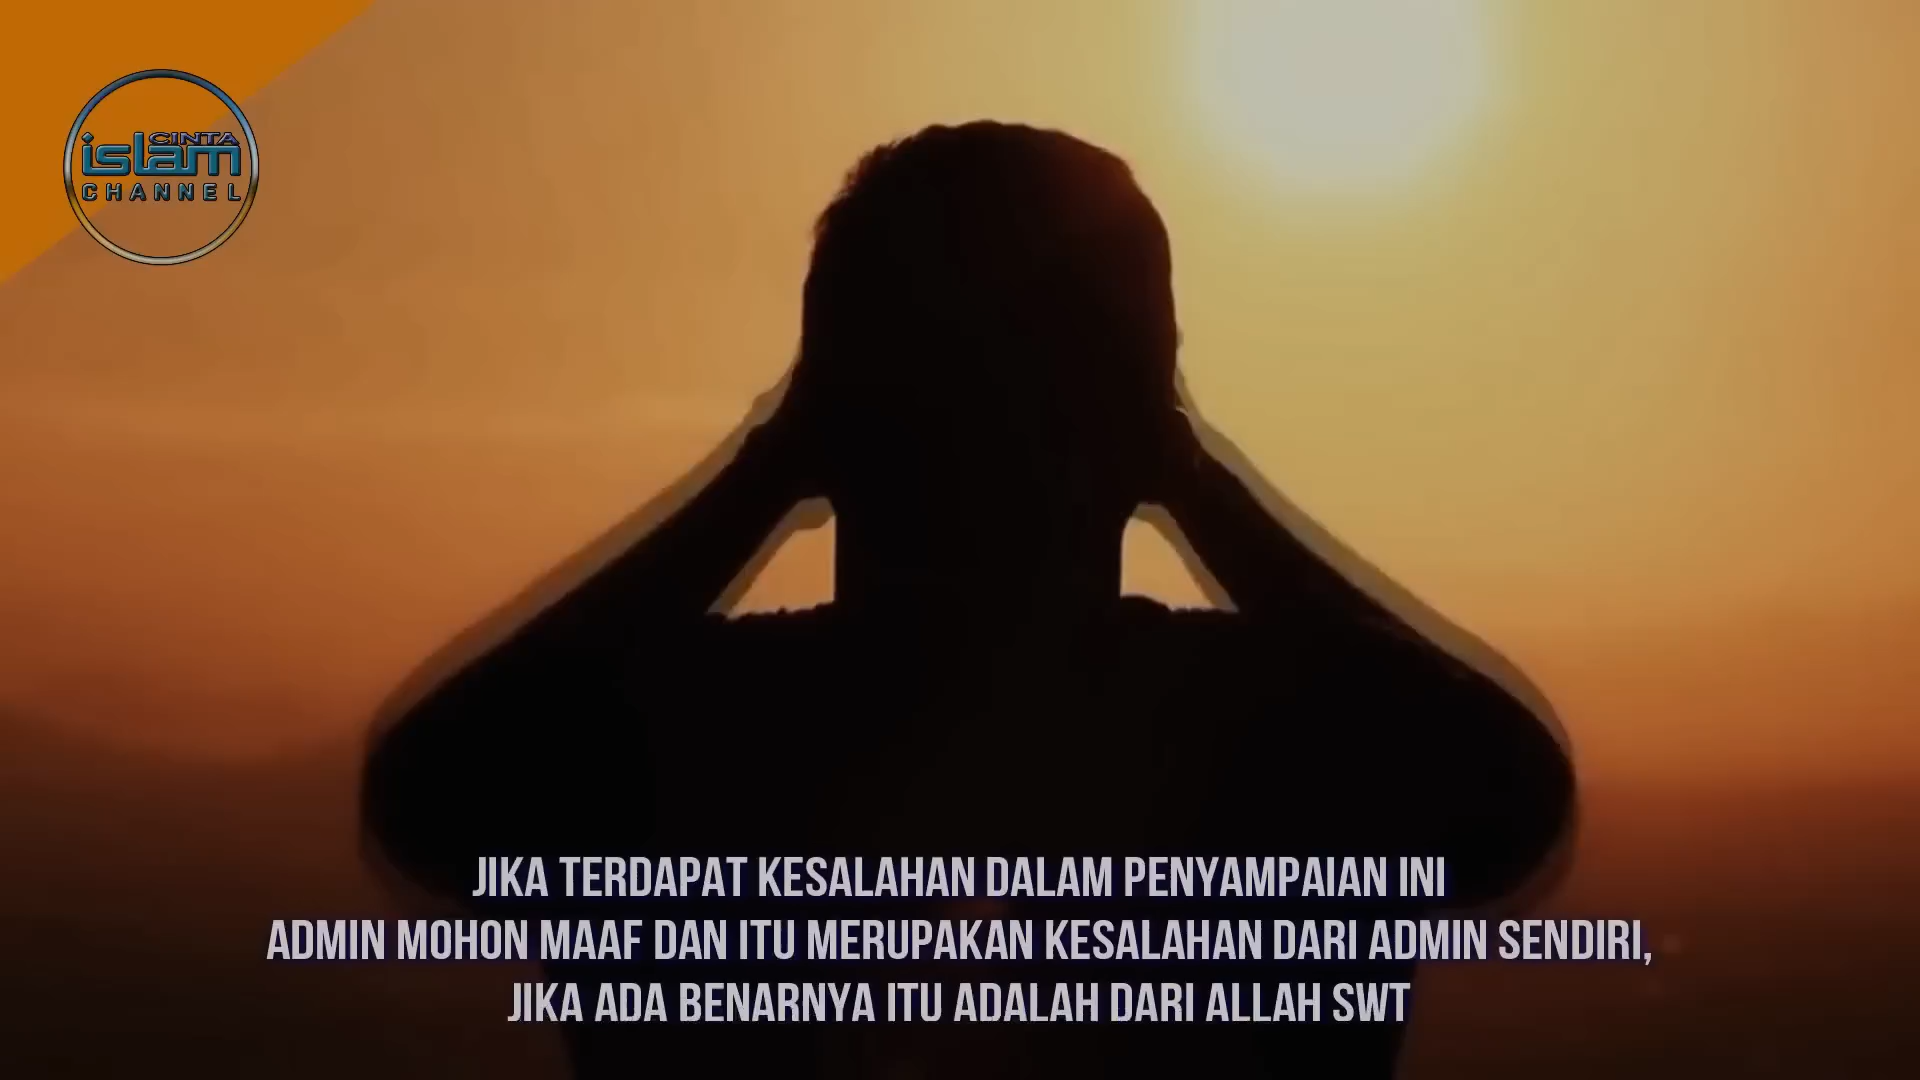 CINTA
islam
CHANNEL
JIKA TERDAPAT KESALAHAN DALAM PENYAMPAIAN INI
ADMIN MOHON MAAF DAN ITU MERUPAKAN KESALAHAN DARI ADMIN SENDIRI,
JIKA ADA BENARNYA ITU ADALAH DARI ALLAH SWT